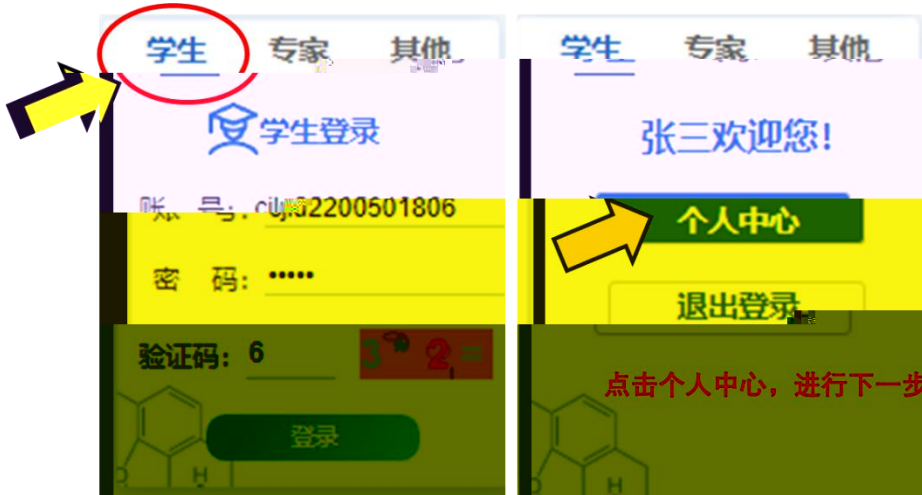 学生 专家 其他
学生登录
账 号:
密 码: •••••
验证码: 6 3 2 =
登录
H
学生 专家 其他
张三欢迎您!
个人中心
退出登录
点击个人中心，进行下一步
H